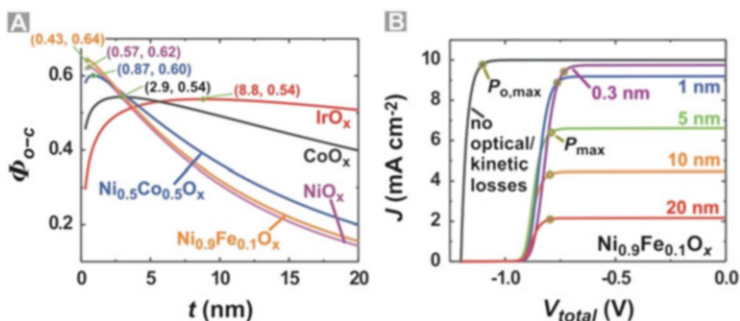 A
(0.43, 0.64)
(0.57, 0.62)
(0.87, 0.60)
(2.9, 0.54)
(8.8, 0.54)
0.6
0.4
0.2
Φo–c
IrOx
CoOx
Ni0.5Co0.5Ox
NiOx
Ni0.9Fe0.1Ox
0 5 10 15 20
t (nm)
B
10
8
6
4
2
0
J (mA cm-2)
Po,max
0.3 nm
1 nm
no
optical/
kinetic
losses
5 nm
Pmax
10 nm
20 nm
Ni0.9Fe0.1Ox
-1.0 -0.5 0.0
Vtotal (V)